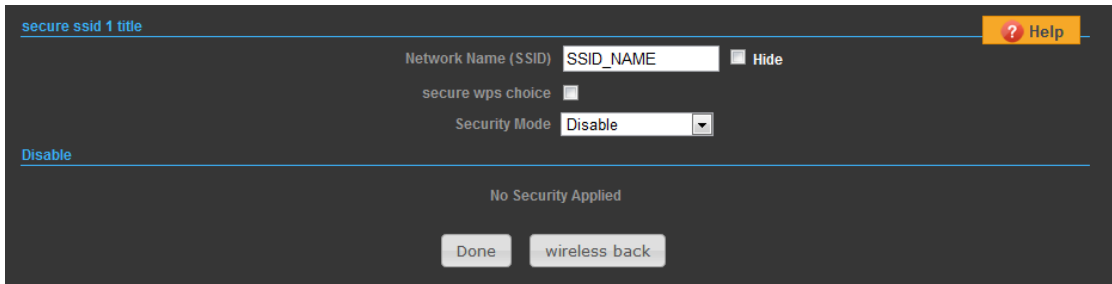 secure ssid 1 title
? Help
Network Name (SSID) SSID_NAME Hide
secure wps choice
Security Mode Disable
Disable
No Security Applied
Done wireless back